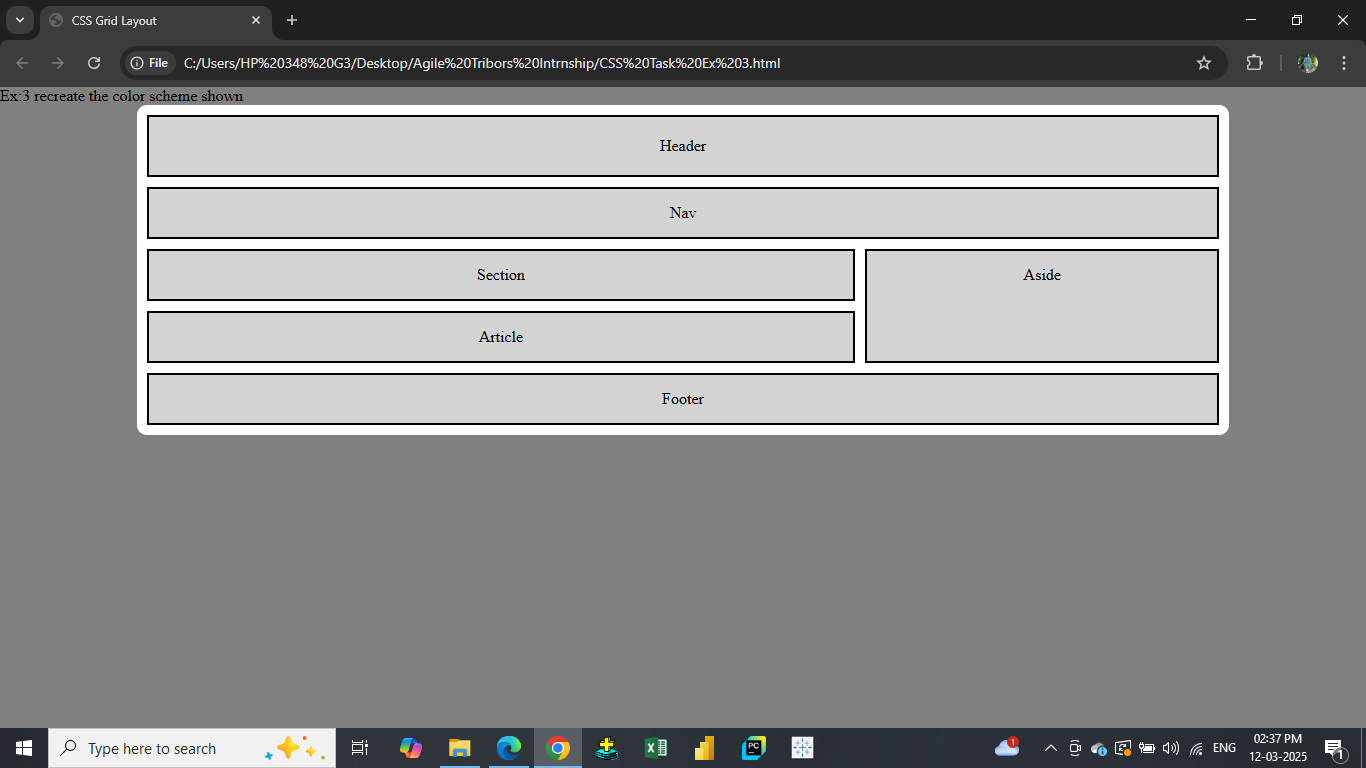 CSS Grid Layout
File C:/Users/HP%20348%20G3/Desktop/Agile%20Tribors%20Intrnship/CSS%20Task%20Ex%203.html
Ex:3 recreate the color scheme shown
Header
Nav
Section
Aside
Article
Footer
Type here to search
PC
1
ENG
02:37 PM
12-03-2025
1